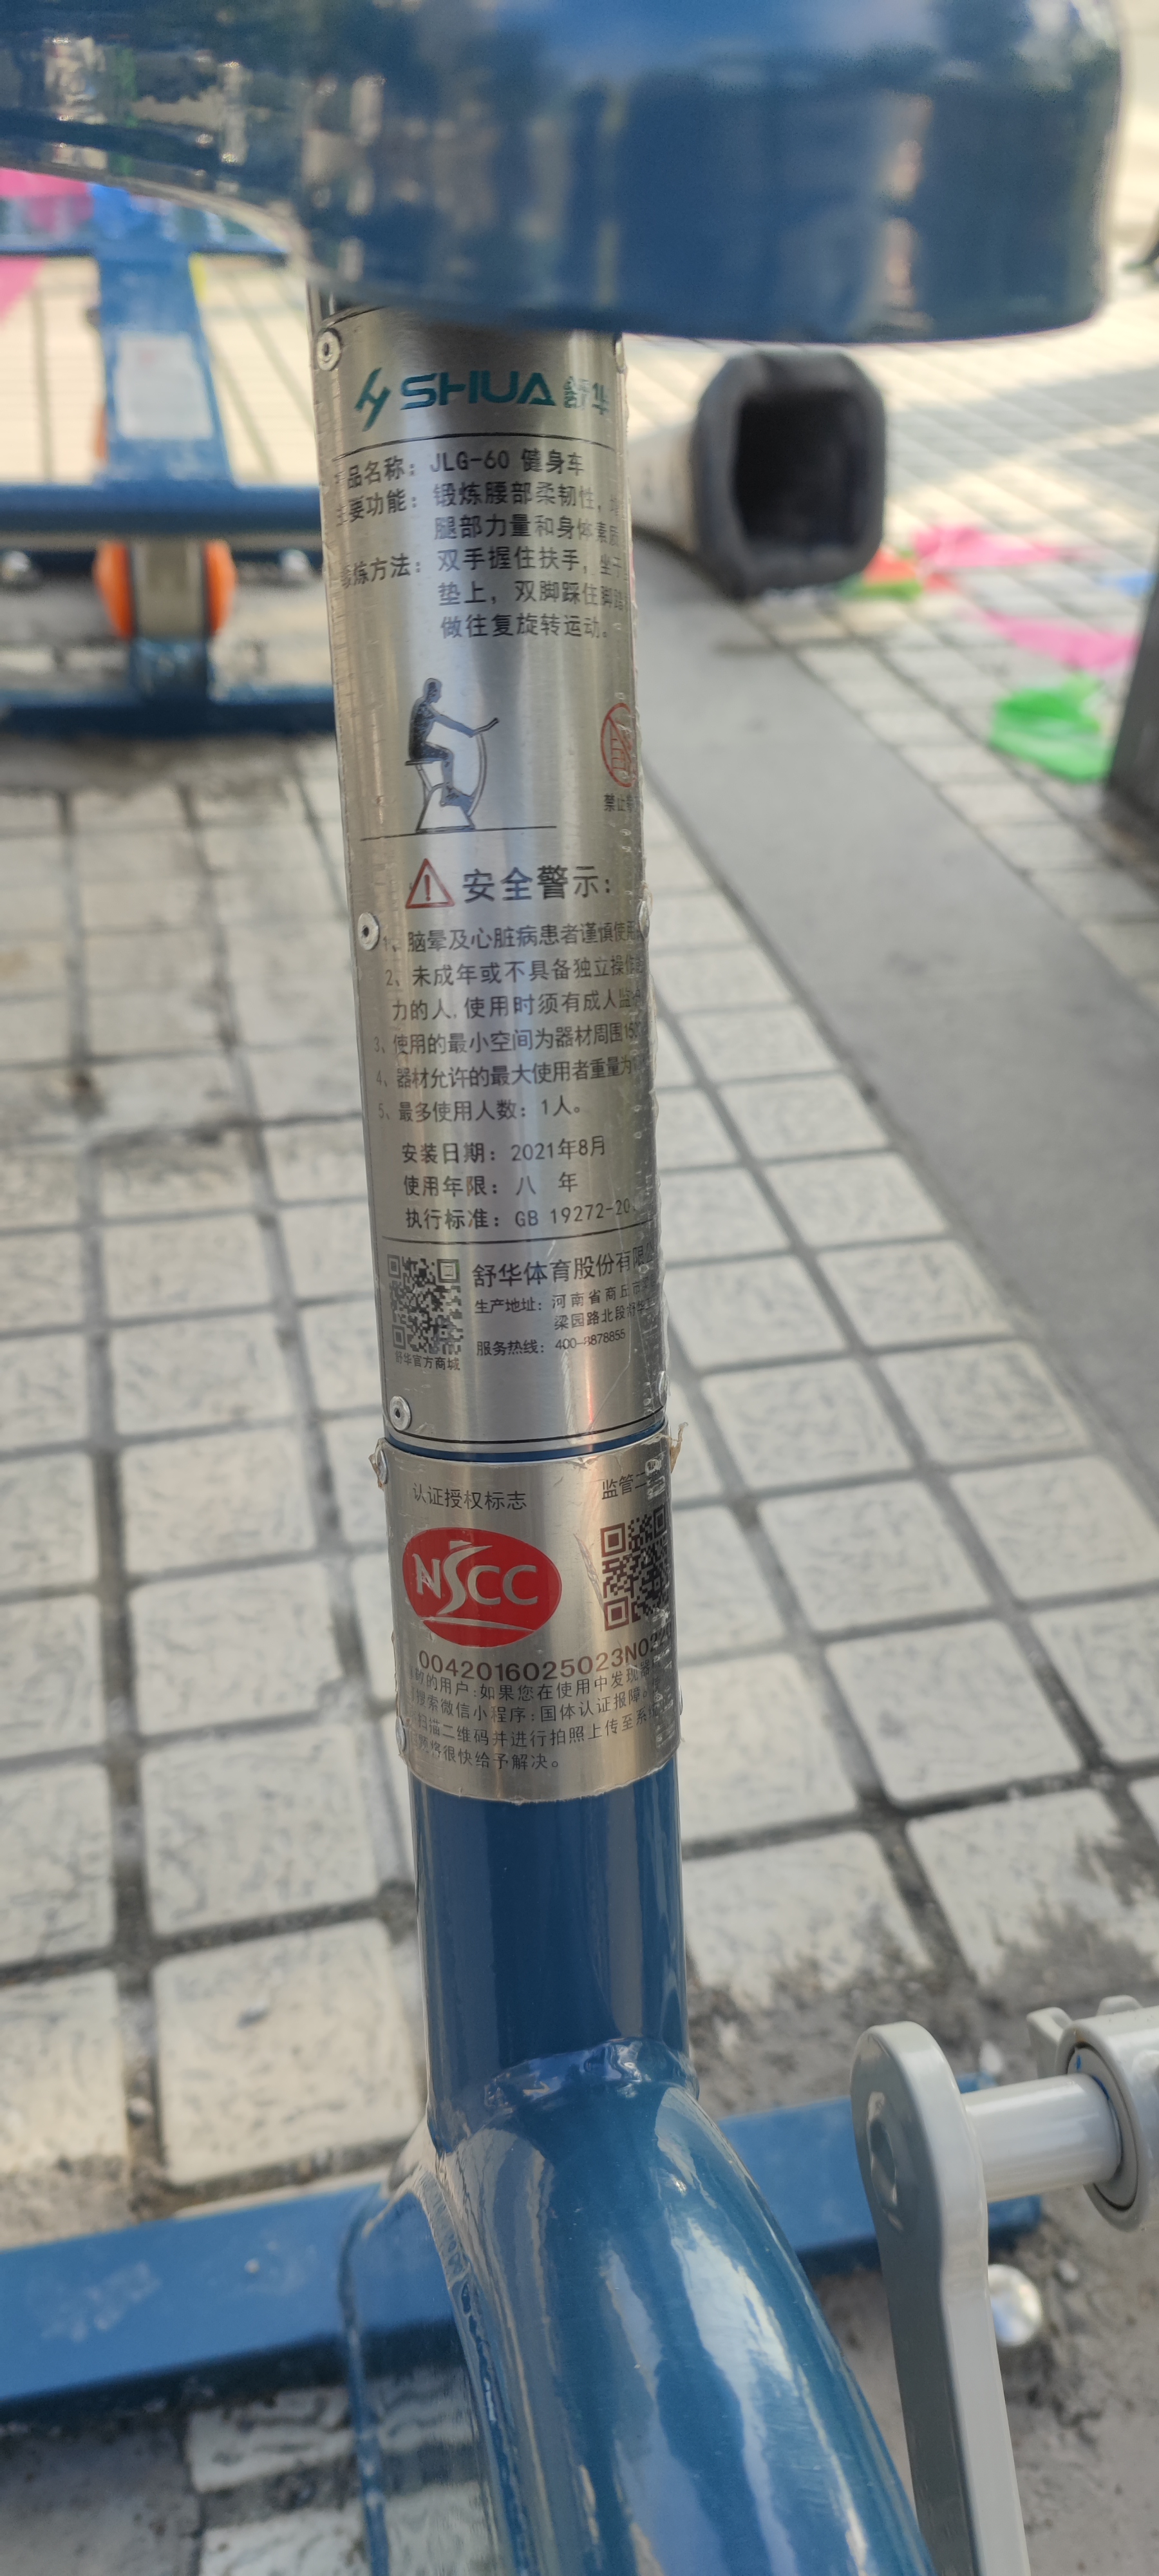 SHUA 舒华
品名称：JLG-60 健身车
主要功能：锻炼腰部柔韧性，
腿部力量和身体素质
锻炼方法：双手握住扶手，坐于
垫上，双脚踩住脚踏
做往复旋转运动。
禁止
安全警示：
1、脑晕及心脏病患者谨慎使用
2、未成年或不具备独立操作能
力的人,使用时须有成人监
3、使用的最小空间为器材周围
4、器材允许的最大使用者重量为
5、最多使用人数：1人。
安装日期：2021年8月
使用年限：八 年
执行标准：GB 19272-20
舒华体育股份有限
生产地址：河南省商丘市
梁园路北段
服务热线：400-8878855
舒华官方商城
认证授权标志 监管二
NSCC
0042016025023N0
的用户:如果您在使用中发现
搜索微信小程序:国体认证报障。
扫描二维码并进行拍照上传至系
将很快给予解决。